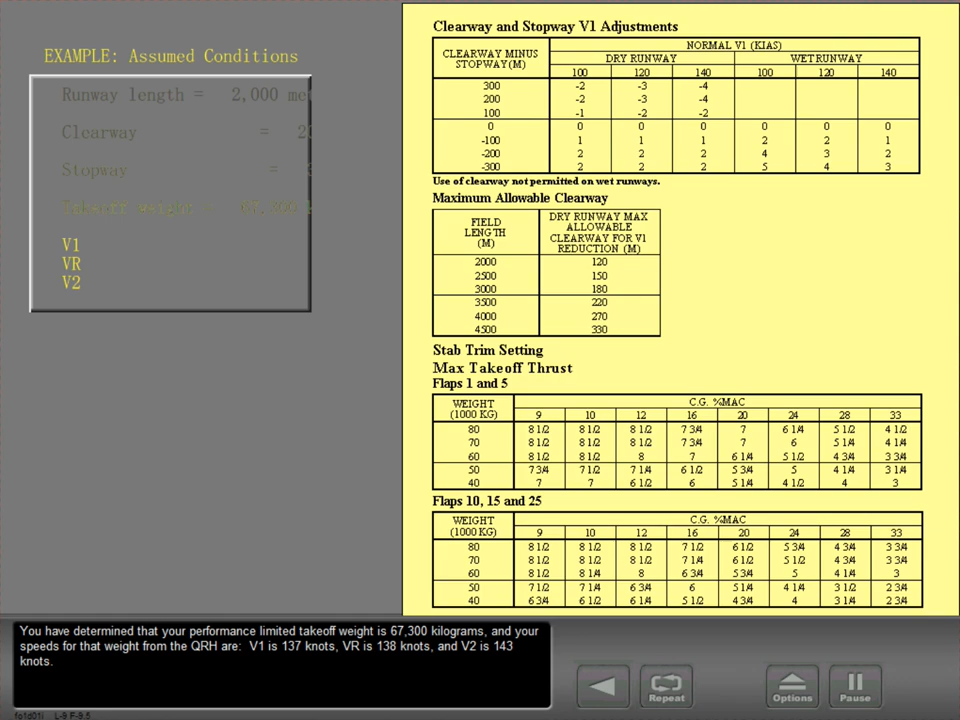 EXAMPLE: Assumed Conditions
Runway length = 2,000
Clearway =
Stopway =
Takeoff weight = 67,300
V1
VR
V2
Clearway and Stopway V1 Adjustments
CLEARWAY MINUS STOPWAY (M) NORMAL V1 (KIAS)
DRY RUNWAY WET RUNWAY
100 120 140 100 120 140
300 -2 -3 -4
200 -2 -3 -4
100 -1 -2 -2
0 0 0 0 0 0 0
-100 1 1 1 2 2 1
-200 2 2 2 4 3 2
-300 2 2 2 5 4 3
Use of clearway not permitted on wet runways.
Maximum Allowable Clearway
FIELD LENGTH (M) DRY RUNWAY MAX ALLOWABLE CLEARWAY FOR V1 REDUCTION (M)
2000 120
2500 150
3000 180
3500 220
4000 270
4500 330
Stab Trim Setting
Max Takeoff Thrust
Flaps 1 and 5
WEIGHT (1000 KG) C.G. %MAC
9 10 12 16 20 24 28 33
80 8 1/2 8 1/2 8 1/2 7 3/4 7 6 1/4 5 1/2 4 1/2
70 8 1/2 8 1/2 8 1/2 7 3/4 7 6 5 1/4 4 1/4
60 8 1/2 8 1/2 8 7 6 1/4 5 1/2 4 3/4 3 3/4
50 7 3/4 7 1/2 7 1/4 6 1/2 5 3/4 5 4 1/4 3 1/4
40 7 7 6 1/2 6 5 1/4 4 1/2 4 3
Flaps 10, 15 and 25
WEIGHT (1000 KG) C.G. %MAC
9 10 12 16 20 24 28 33
80 8 1/2 8 1/2 8 1/2 7 1/2 6 1/2 5 3/4 4 3/4 3 3/4
70 8 1/2 8 1/2 8 1/2 7 1/4 6 1/2 5 1/2 4 3/4 3 3/4
60 8 1/2 8 1/4 8 6 3/4 5 3/4 5 4 1/4 3
50 7 1/2 7 1/4 6 3/4 6 5 1/4 4 1/4 3 1/2 2 3/4
40 6 3/4 6 1/2 6 1/4 5 1/2 4 3/4 4 3 1/4 2 3/4
You have determined that your performance limited takeoff weight is 67,300 kilograms, and your
speeds for that weight from the QRH are: V1 is 137 knots, VR is 138 knots, and V2 is 143
knots.
Repeat
Options
Pause
fo1d01i L-9 F-9.5